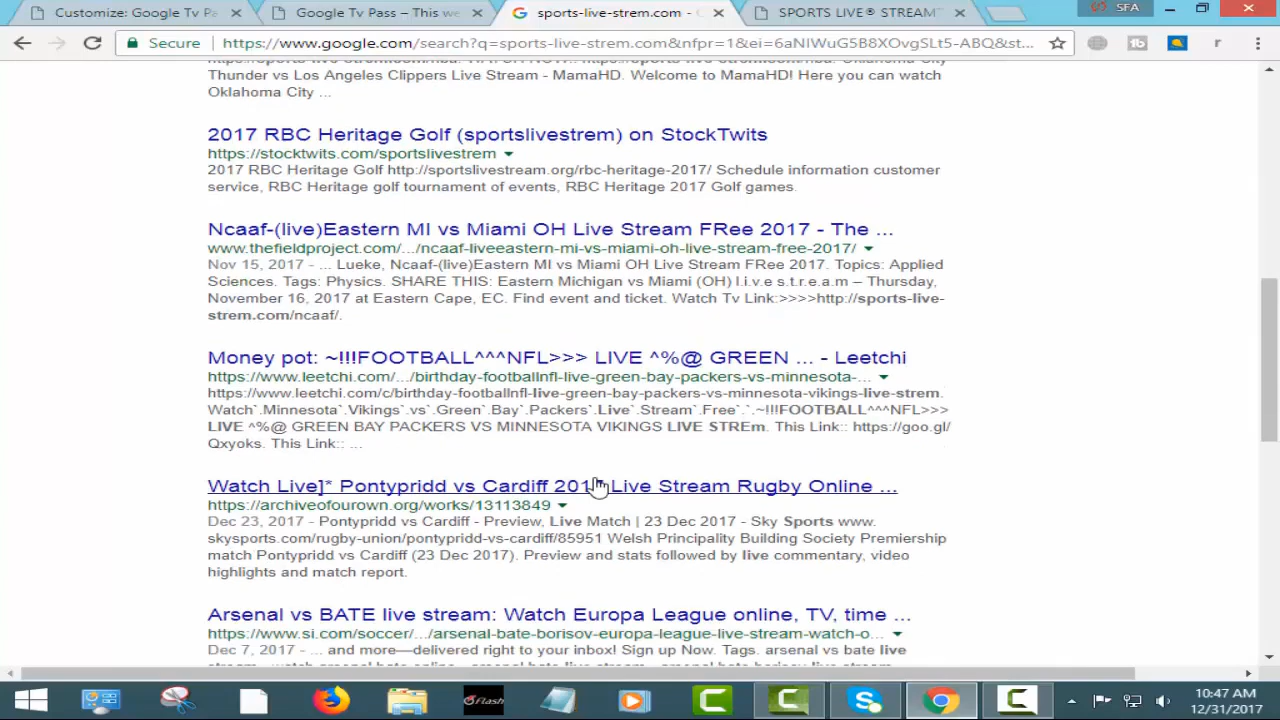 Customize: Google Tv Pa
Google Tv Pass – This we
sports-live-strem.com -
SPORTS LIVE® STREAM
SFA
Secure
https://www.google.com/search?q=sports-live-strem.com&nfpr=1&ei=6aNIWuG5B8XOvgSLt5-ABQ&st...
Thunder vs Los Angeles Clippers Live Stream - MamaHD. Welcome to MamaHD! Here you can watch
Oklahoma City ...
2017 RBC Heritage Golf (sportslivestrem) on StockTwits
https://stocktwits.com/sportslivestrem
2017 RBC Heritage Golf http://sportslivestream.org/rbc-heritage-2017/ Schedule information customer
service, RBC Heritage golf tournament of events, RBC Heritage 2017 Golf games.
Ncaaf-(live)Eastern MI vs Miami OH Live Stream FRee 2017 - The ...
www.thefieldproject.com/.../ncaaf-liveeastern-mi-vs-miami-oh-live-stream-free-2017/
Nov 15, 2017 - ... Lueke, Ncaaf-(live)Eastern MI vs Miami OH Live Stream FRee 2017. Topics: Applied
Sciences. Tags: Physics. SHARE THIS: Eastern Michigan vs Miami (OH) l.i.v.e s.t.r.e.a.m – Thursday,
November 16, 2017 at Eastern Cape, EC. Find event and ticket. Watch Tv Link:>>>>http://sports-live-
strem.com/ncaaf/.
Money pot: ~!!!FOOTBALL^^^NFL>>> LIVE ^%@ GREEN ... - Leetchi
https://www.leetchi.com/.../birthday-footballnfl-live-green-bay-packers-vs-minnesota-...
https://www.leetchi.com/c/birthday-footballnfl-live-green-bay-packers-vs-minnesota-vikings-live-strem.
Watch`.Minnesota`.Vikings`.vs`.Green`.Bay`.Packers`.Live`.Stream`.Free`.`.~!!!FOOTBALL^^^NFL>>>
LIVE ^%@ GREEN BAY PACKERS VS MINNESOTA VIKINGS LIVE STREm. This Link:: https://goo.gl/
Qxyoks. This Link:: ...
Watch Live]* Pontypridd vs Cardiff Live Stream Rugby Online ...
https://archiveofourown.org/works/13113849
Dec 23, 2017 - Pontypridd vs Cardiff - Preview, Live Match | 23 Dec 2017 - Sky Sports www.
skysports.com/rugby-union/pontypridd-vs-cardiff/85951 Welsh Principality Building Society Premiership
match Pontypridd vs Cardiff (23 Dec 2017). Preview and stats followed by live commentary, video
highlights and match report.
Arsenal vs BATE live stream: Watch Europa League online, TV, time ...
https://www.si.com/soccer/.../arsenal-bate-borisov-europa-league-live-stream-watch-o...
Dec 7, 2017 - ... and more—delivered right to your inbox! Sign up Now. Tags. arsenal vs bate live
10:47 AM
12/31/2017